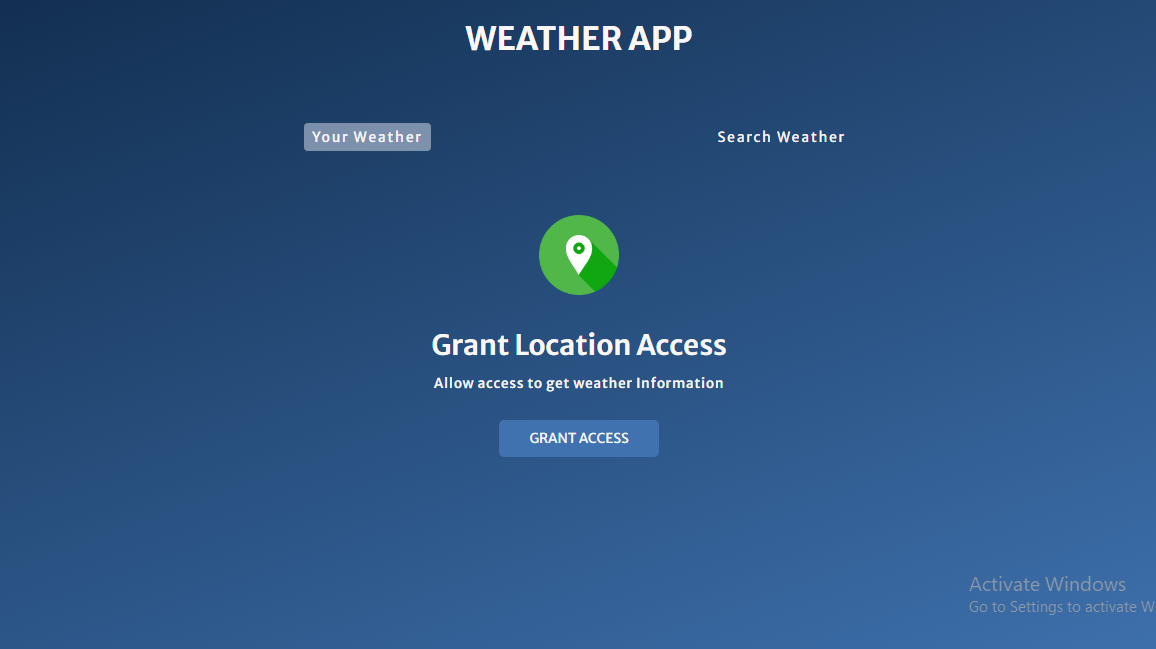 WEATHER APP
Your Weather
Search Weather
Grant Location Access
Allow access to get weather Information
GRANT ACCESS
Activate Windows
Go to Settings to activate W